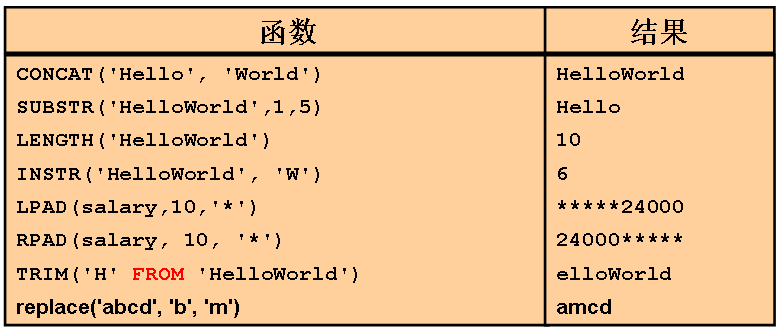 函数 结果
CONCAT('Hello', 'World') HelloWorld
SUBSTR('HelloWorld',1,5) Hello
LENGTH('HelloWorld') 10
INSTR('HelloWorld', 'W') 6
LPAD(salary,10,'*') *****24000
RPAD(salary, 10, '*') 24000*****
TRIM('H' FROM 'HelloWorld') elloWorld
replace('abcd', 'b', 'm') amcd